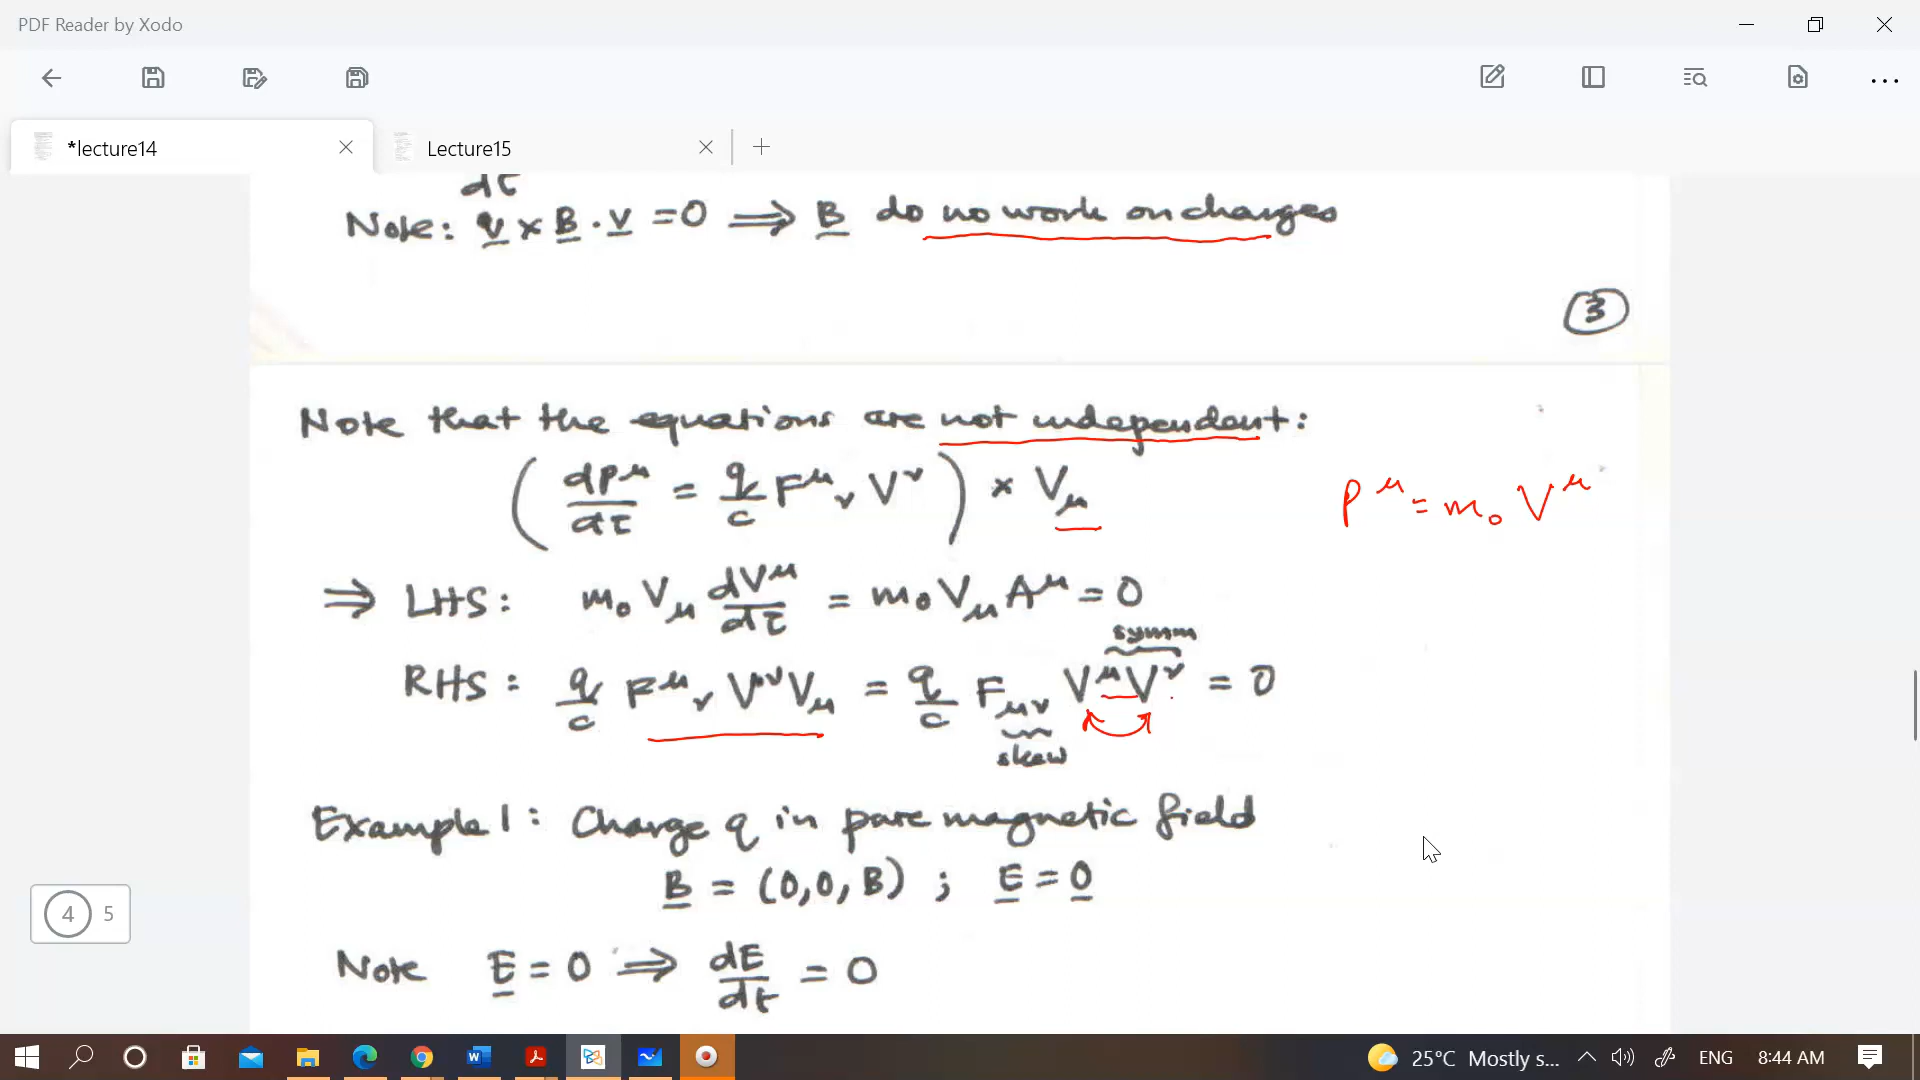 PDF Reader by Xodo
*lecture14
Lecture15
dt
Note: V × B · V = 0 ⟹ B do no work on charges
3
Note that the equations are not independent:
( dP^μ/dτ = q/c F^μ_ν V^ν ) × V_μ
P^μ = m₀ V^μ
⟹ LHS: m₀ V_μ dV^μ/dτ = m₀ V_μ A^μ = 0
symm
RHS: q/c F^μ_ν V^ν V_μ = q/c F_μν V^μ V^ν = 0
skew
Example 1: Charge q in pure magnetic field
B = (0,0,B) ; E = 0
Note E = 0 ⟹ dE/dt = 0
4 5
25°C Mostly s...
ENG
8:44 AM